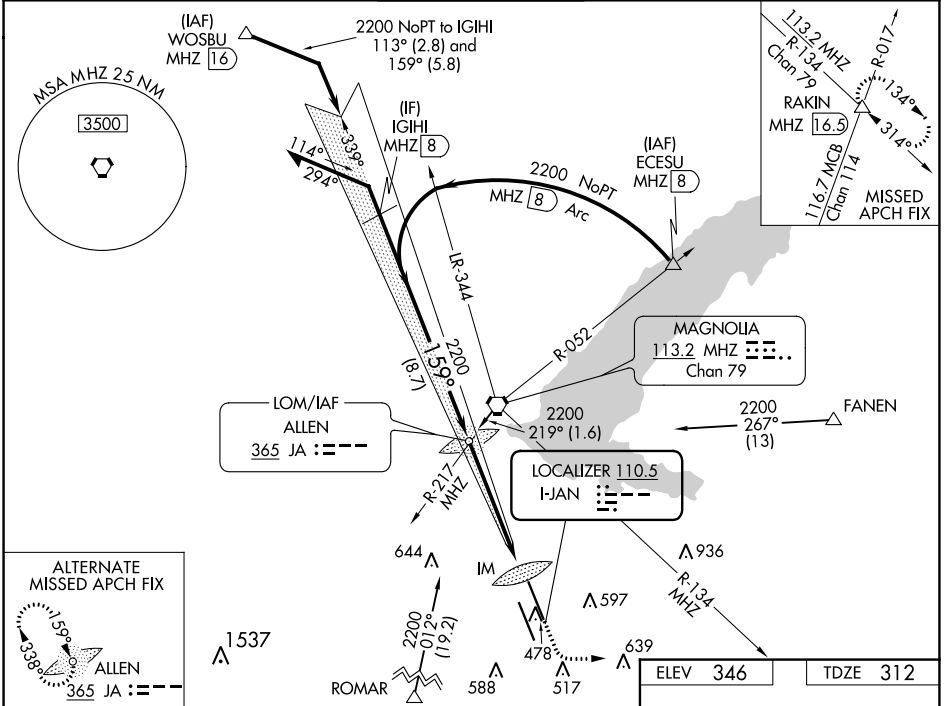 (IAF)
WOSBU
MHZ 16
2200 NoPT to IGIHI
113° (2.8) and
159° (5.8)
MSA MHZ 25 NM
3500
(IF)
IGIHI
MHZ 8
339°
114°
294°
(IAF)
ECESU
MHZ 8
2200 NoPT
MHZ 8 Arc
113.2 MHZ
R-134
Chan 79
R-017
RAKIN
MHZ 16.5
134°
314°
116.7 MCB
Chan 114
MISSED
APCH FIX
LR-344
R-052
2200
159°
(8.7)
MAGNOLIA
113.2 MHZ
Chan 79
LOM/IAF
ALLEN
365 JA
2200
219° (1.6)
2200
267°
(13)
FANEN
R-217
MHZ
LOCALIZER 110.5
I-JAN
R-134
MHZ
644
IM
936
597
478
639
588
517
1537
2200
012°
(19.2)
ROMAR
ALTERNATE
MISSED APCH FIX
159°
338°
ALLEN
365 JA
ELEV 346
TDZE 312